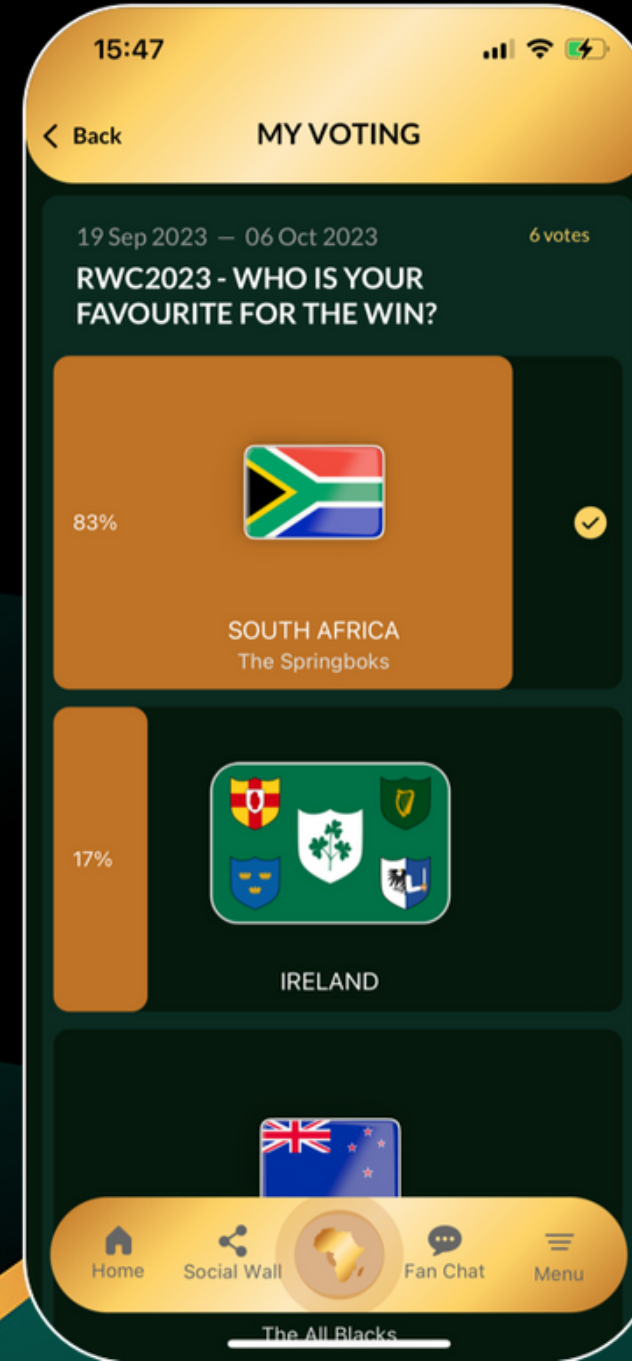 15:47
Back
MY VOTING
19 Sep 2023 — 06 Oct 2023
6 votes
RWC2023 - WHO IS YOUR
FAVOURITE FOR THE WIN?
83%
SOUTH AFRICA
The Springboks
17%
IRELAND
Home
Social Wall
Fan Chat
Menu
The All Blacks